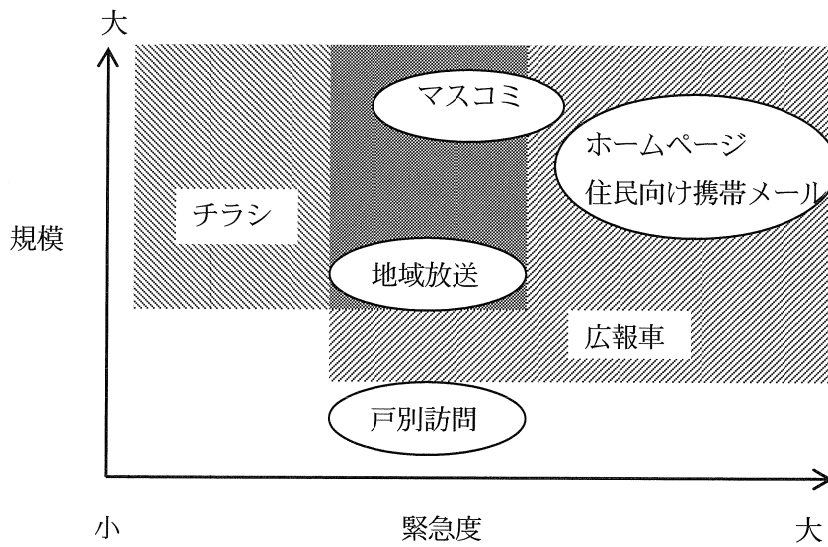 大
マスコミ
ホームページ
住民向け携帯メール
チラシ
規模
地域放送
広報車
戸別訪問
小
緊急度
大